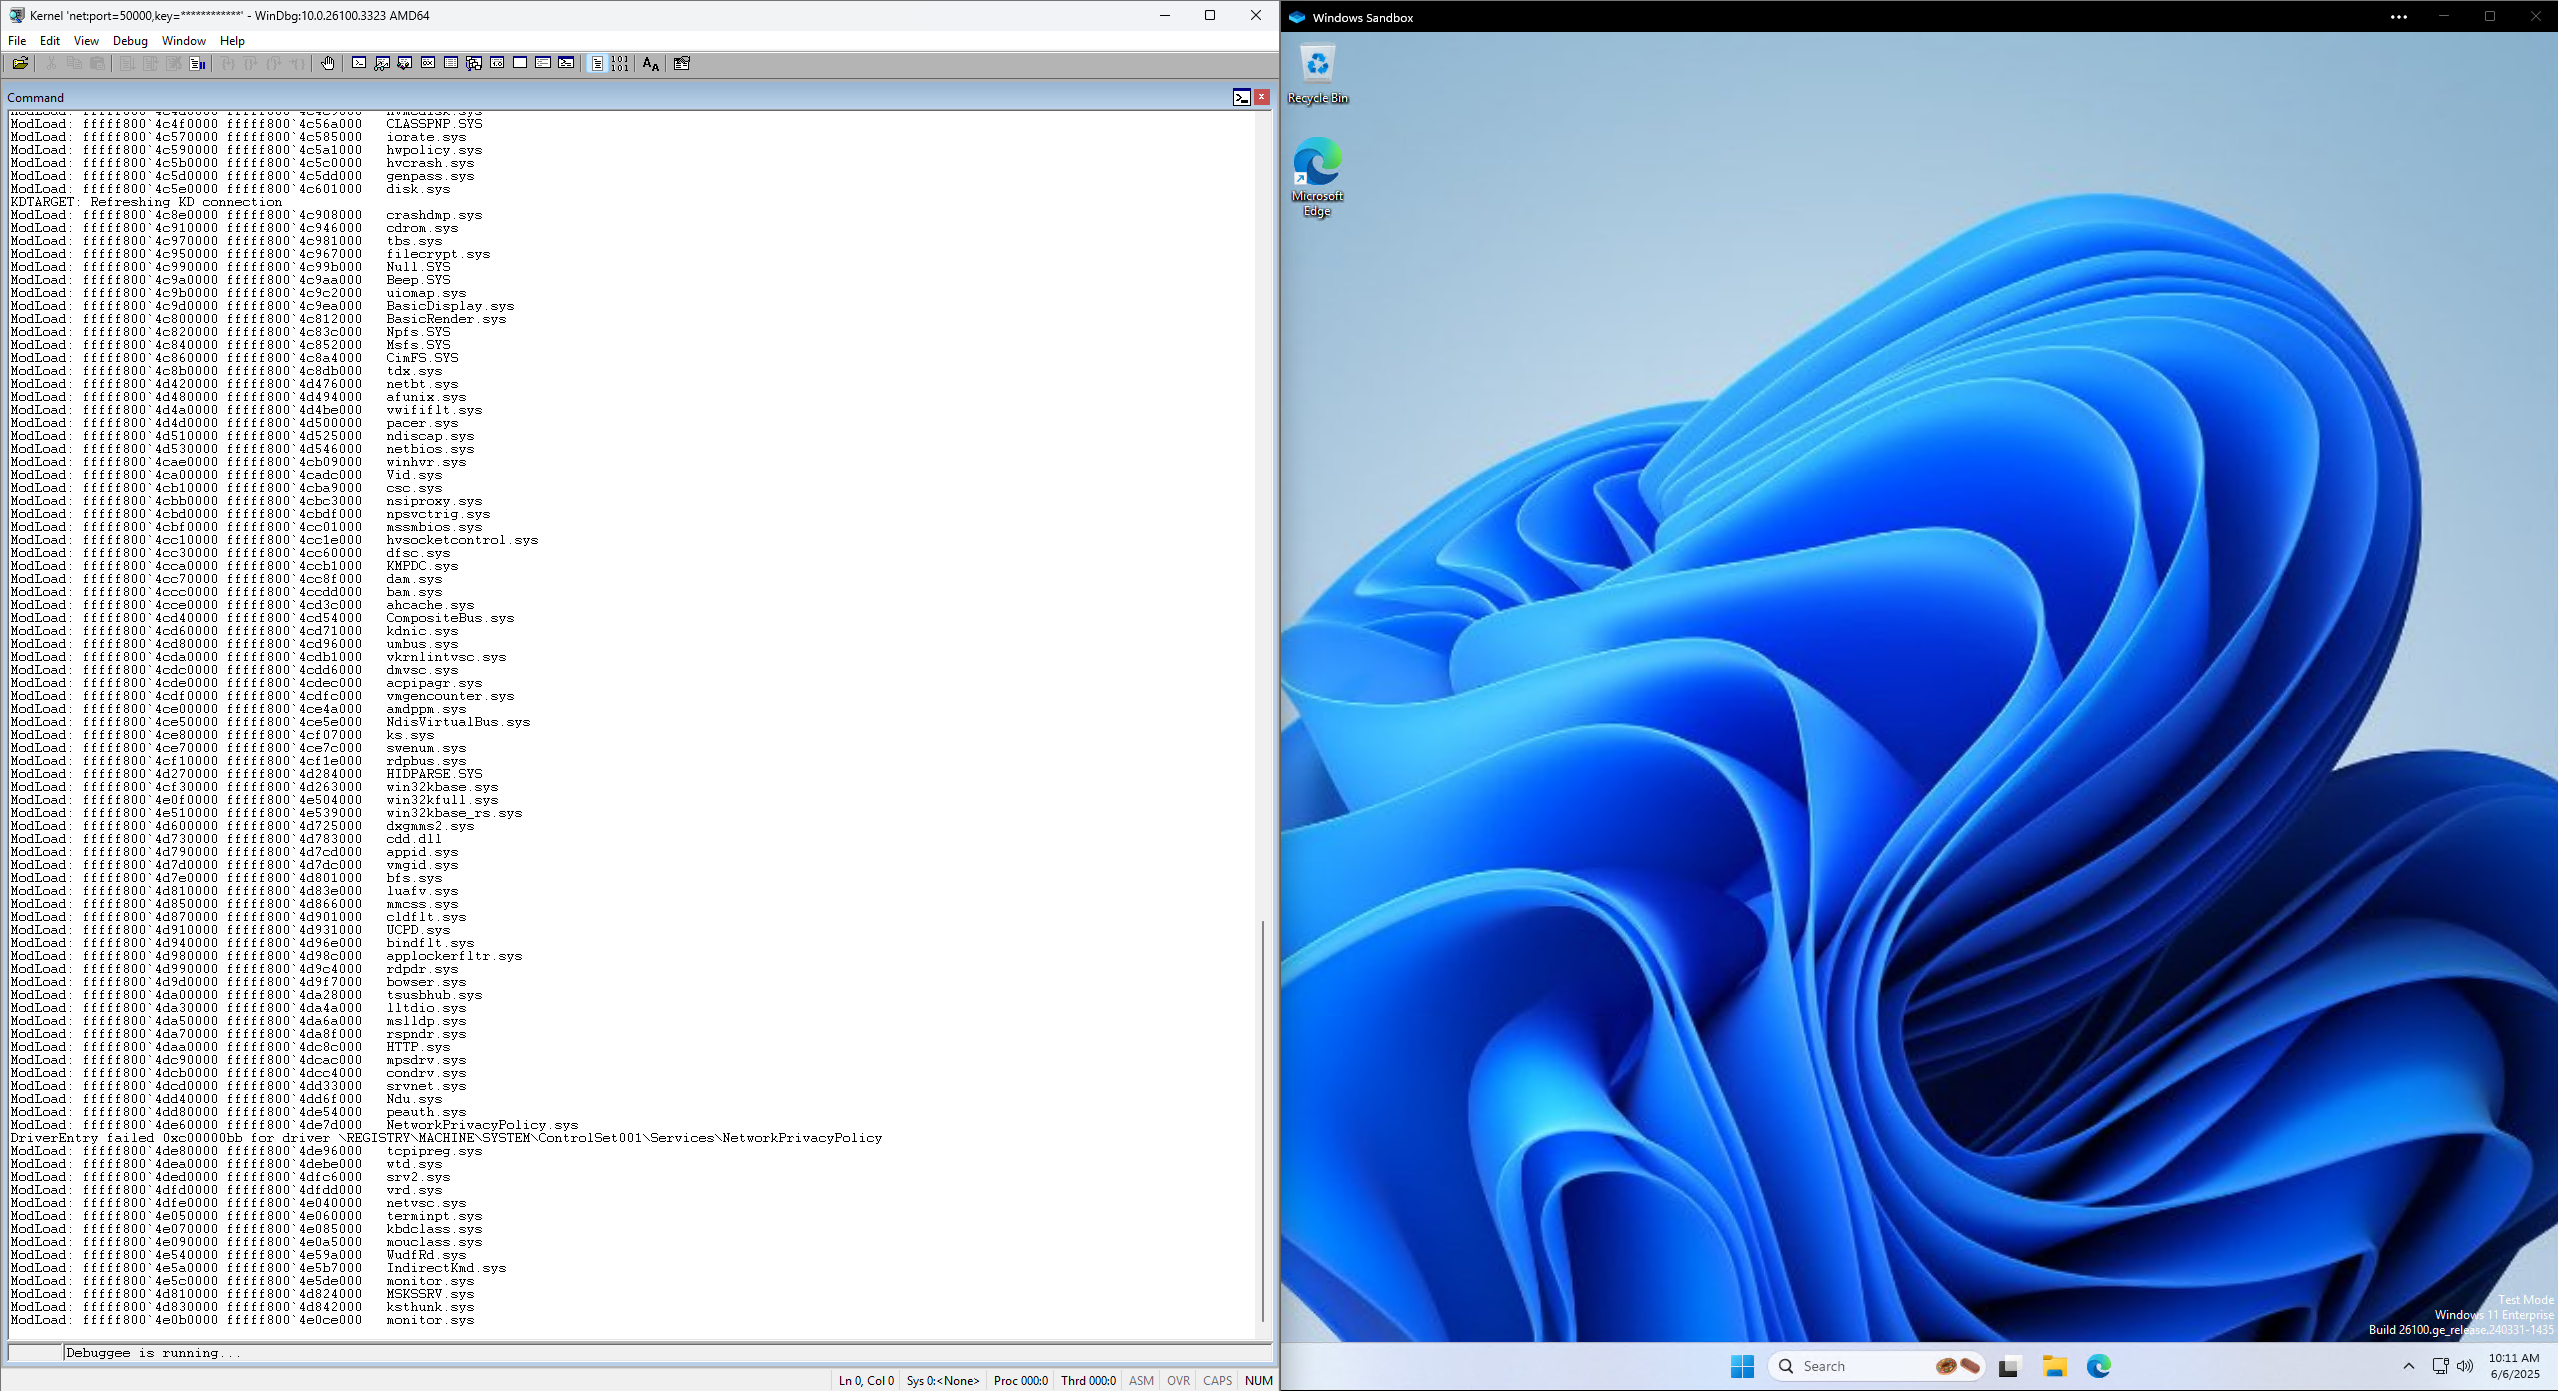 Kernel 'net:port=50000,key=************' - WinDbg:10.0.26100.3323 AMD64
File Edit View Debug Window Help
Command
ModLoad: fffff800`4c4f0000 fffff800`4c56a000 CLASSPNP.SYS
ModLoad: fffff800`4c570000 fffff800`4c585000 iorate.sys
ModLoad: fffff800`4c590000 fffff800`4c5a1000 hwpolicy.sys
ModLoad: fffff800`4c5b0000 fffff800`4c5c0000 hvcrash.sys
ModLoad: fffff800`4c5d0000 fffff800`4c5dd000 genpass.sys
ModLoad: fffff800`4c5e0000 fffff800`4c601000 disk.sys
KDTARGET: Refreshing KD connection
ModLoad: fffff800`4c8e0000 fffff800`4c908000 crashdmp.sys
ModLoad: fffff800`4c910000 fffff800`4c946000 cdrom.sys
ModLoad: fffff800`4c970000 fffff800`4c981000 tbs.sys
ModLoad: fffff800`4c950000 fffff800`4c967000 filecrypt.sys
ModLoad: fffff800`4c990000 fffff800`4c99b000 Null.SYS
ModLoad: fffff800`4c9a0000 fffff800`4c9aa000 Beep.SYS
ModLoad: fffff800`4c9b0000 fffff800`4c9c2000 uiomap.sys
ModLoad: fffff800`4c9d0000 fffff800`4c9ea000 BasicDisplay.sys
ModLoad: fffff800`4c800000 fffff800`4c812000 BasicRender.sys
ModLoad: fffff800`4c820000 fffff800`4c83c000 Npfs.SYS
ModLoad: fffff800`4c840000 fffff800`4c852000 Msfs.SYS
ModLoad: fffff800`4c860000 fffff800`4c8a4000 CimFS.SYS
ModLoad: fffff800`4c8b0000 fffff800`4c8db000 tdx.sys
ModLoad: fffff800`4d420000 fffff800`4d476000 netbt.sys
ModLoad: fffff800`4d480000 fffff800`4d494000 afunix.sys
ModLoad: fffff800`4d4a0000 fffff800`4d4be000 vwififlt.sys
ModLoad: fffff800`4d4d0000 fffff800`4d500000 pacer.sys
ModLoad: fffff800`4d510000 fffff800`4d525000 ndiscap.sys
ModLoad: fffff800`4d530000 fffff800`4d546000 netbios.sys
ModLoad: fffff800`4cae0000 fffff800`4cb09000 winhvr.sys
ModLoad: fffff800`4ca00000 fffff800`4cadc000 Vid.sys
ModLoad: fffff800`4cb10000 fffff800`4cba9000 csc.sys
ModLoad: fffff800`4cbb0000 fffff800`4cbc3000 nsiproxy.sys
ModLoad: fffff800`4cbd0000 fffff800`4cbdf000 npsvctrig.sys
ModLoad: fffff800`4cbf0000 fffff800`4cc01000 mssmbios.sys
ModLoad: fffff800`4cc10000 fffff800`4cc1e000 hvsocketcontrol.sys
ModLoad: fffff800`4cc30000 fffff800`4cc60000 dfsc.sys
ModLoad: fffff800`4cca0000 fffff800`4ccb1000 KMPDC.sys
ModLoad: fffff800`4cc70000 fffff800`4cc8f000 dam.sys
ModLoad: fffff800`4ccc0000 fffff800`4ccdd000 bam.sys
ModLoad: fffff800`4cce0000 fffff800`4cd3c000 ahcache.sys
ModLoad: fffff800`4cd40000 fffff800`4cd54000 CompositeBus.sys
ModLoad: fffff800`4cd60000 fffff800`4cd71000 kdnic.sys
ModLoad: fffff800`4cd80000 fffff800`4cd96000 umbus.sys
ModLoad: fffff800`4cda0000 fffff800`4cdb1000 vkrnlintvsc.sys
ModLoad: fffff800`4cdc0000 fffff800`4cdd6000 dmvsc.sys
ModLoad: fffff800`4cde0000 fffff800`4cdec000 acpipagr.sys
ModLoad: fffff800`4cdf0000 fffff800`4cdfc000 vmgencounter.sys
ModLoad: fffff800`4ce00000 fffff800`4ce4a000 amdppm.sys
ModLoad: fffff800`4ce50000 fffff800`4ce5e000 NdisVirtualBus.sys
ModLoad: fffff800`4ce80000 fffff800`4cf07000 ks.sys
ModLoad: fffff800`4ce70000 fffff800`4ce7c000 swenum.sys
ModLoad: fffff800`4cf10000 fffff800`4cf1e000 rdpbus.sys
ModLoad: fffff800`4d270000 fffff800`4d284000 HIDPARSE.SYS
ModLoad: fffff800`4cf30000 fffff800`4d263000 win32kbase.sys
ModLoad: fffff800`4e0f0000 fffff800`4e504000 win32kfull.sys
ModLoad: fffff800`4e510000 fffff800`4e539000 win32kbase_rs.sys
ModLoad: fffff800`4d600000 fffff800`4d725000 dxgmms2.sys
ModLoad: fffff800`4d730000 fffff800`4d783000 cdd.dll
ModLoad: fffff800`4d790000 fffff800`4d7cd000 appid.sys
ModLoad: fffff800`4d7d0000 fffff800`4d7dc000 vmgid.sys
ModLoad: fffff800`4d7e0000 fffff800`4d801000 bfs.sys
ModLoad: fffff800`4d810000 fffff800`4d83e000 luafv.sys
ModLoad: fffff800`4d850000 fffff800`4d866000 mmcss.sys
ModLoad: fffff800`4d870000 fffff800`4d901000 cldflt.sys
ModLoad: fffff800`4d910000 fffff800`4d931000 UCPD.sys
ModLoad: fffff800`4d940000 fffff800`4d96e000 bindflt.sys
ModLoad: fffff800`4d980000 fffff800`4d98c000 applockerfltr.sys
ModLoad: fffff800`4d990000 fffff800`4d9c4000 rdpdr.sys
ModLoad: fffff800`4d9d0000 fffff800`4d9f7000 bowser.sys
ModLoad: fffff800`4da00000 fffff800`4da28000 tsusbhub.sys
ModLoad: fffff800`4da30000 fffff800`4da4a000 lltdio.sys
ModLoad: fffff800`4da50000 fffff800`4da6a000 mslldp.sys
ModLoad: fffff800`4da70000 fffff800`4da8f000 rspndr.sys
ModLoad: fffff800`4daa0000 fffff800`4dc8c000 HTTP.sys
ModLoad: fffff800`4dc90000 fffff800`4dcac000 mpsdrv.sys
ModLoad: fffff800`4dcb0000 fffff800`4dcc4000 condrv.sys
ModLoad: fffff800`4dcd0000 fffff800`4dd33000 srvnet.sys
ModLoad: fffff800`4dd40000 fffff800`4dd6f000 Ndu.sys
ModLoad: fffff800`4dd80000 fffff800`4de54000 peauth.sys
ModLoad: fffff800`4de60000 fffff800`4de7d000 NetworkPrivacyPolicy.sys
DriverEntry failed 0xc00000bb for driver \REGISTRY\MACHINE\SYSTEM\ControlSet001\Services\NetworkPrivacyPolicy
ModLoad: fffff800`4de80000 fffff800`4de96000 tcpipreg.sys
ModLoad: fffff800`4dea0000 fffff800`4debe000 wtd.sys
ModLoad: fffff800`4ded0000 fffff800`4dfc6000 srv2.sys
ModLoad: fffff800`4dfd0000 fffff800`4dfdd000 vrd.sys
ModLoad: fffff800`4dfe0000 fffff800`4e040000 netvsc.sys
ModLoad: fffff800`4e050000 fffff800`4e060000 terminpt.sys
ModLoad: fffff800`4e070000 fffff800`4e085000 kbdclass.sys
ModLoad: fffff800`4e090000 fffff800`4e0a5000 mouclass.sys
ModLoad: fffff800`4e540000 fffff800`4e59a000 WudfRd.sys
ModLoad: fffff800`4e5a0000 fffff800`4e5b7000 IndirectKmd.sys
ModLoad: fffff800`4e5c0000 fffff800`4e5de000 monitor.sys
ModLoad: fffff800`4d810000 fffff800`4d824000 MSKSSRV.sys
ModLoad: fffff800`4d830000 fffff800`4d842000 ksthunk.sys
ModLoad: fffff800`4e0b0000 fffff800`4e0ce000 monitor.sys
Debuggee is running...
Ln 0, Col 0 Sys 0:<None> Proc 000:0 Thrd 000:0 ASM OVR CAPS NUM
Windows Sandbox
Recycle Bin
Microsoft
Edge
Test Mode
Windows 11 Enterprise
Build 26100.ge_release.240331-1435
Search
10:11 AM
6/6/2025